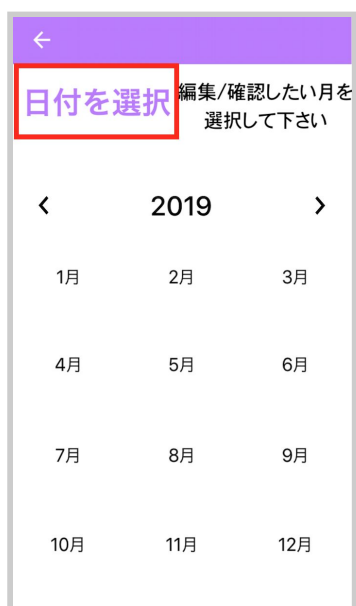 ←
日付を選択
編集/確認したい月を
選択して下さい
< 2019 >
1月 2月 3月
4月 5月 6月
7月 8月 9月
10月 11月 12月